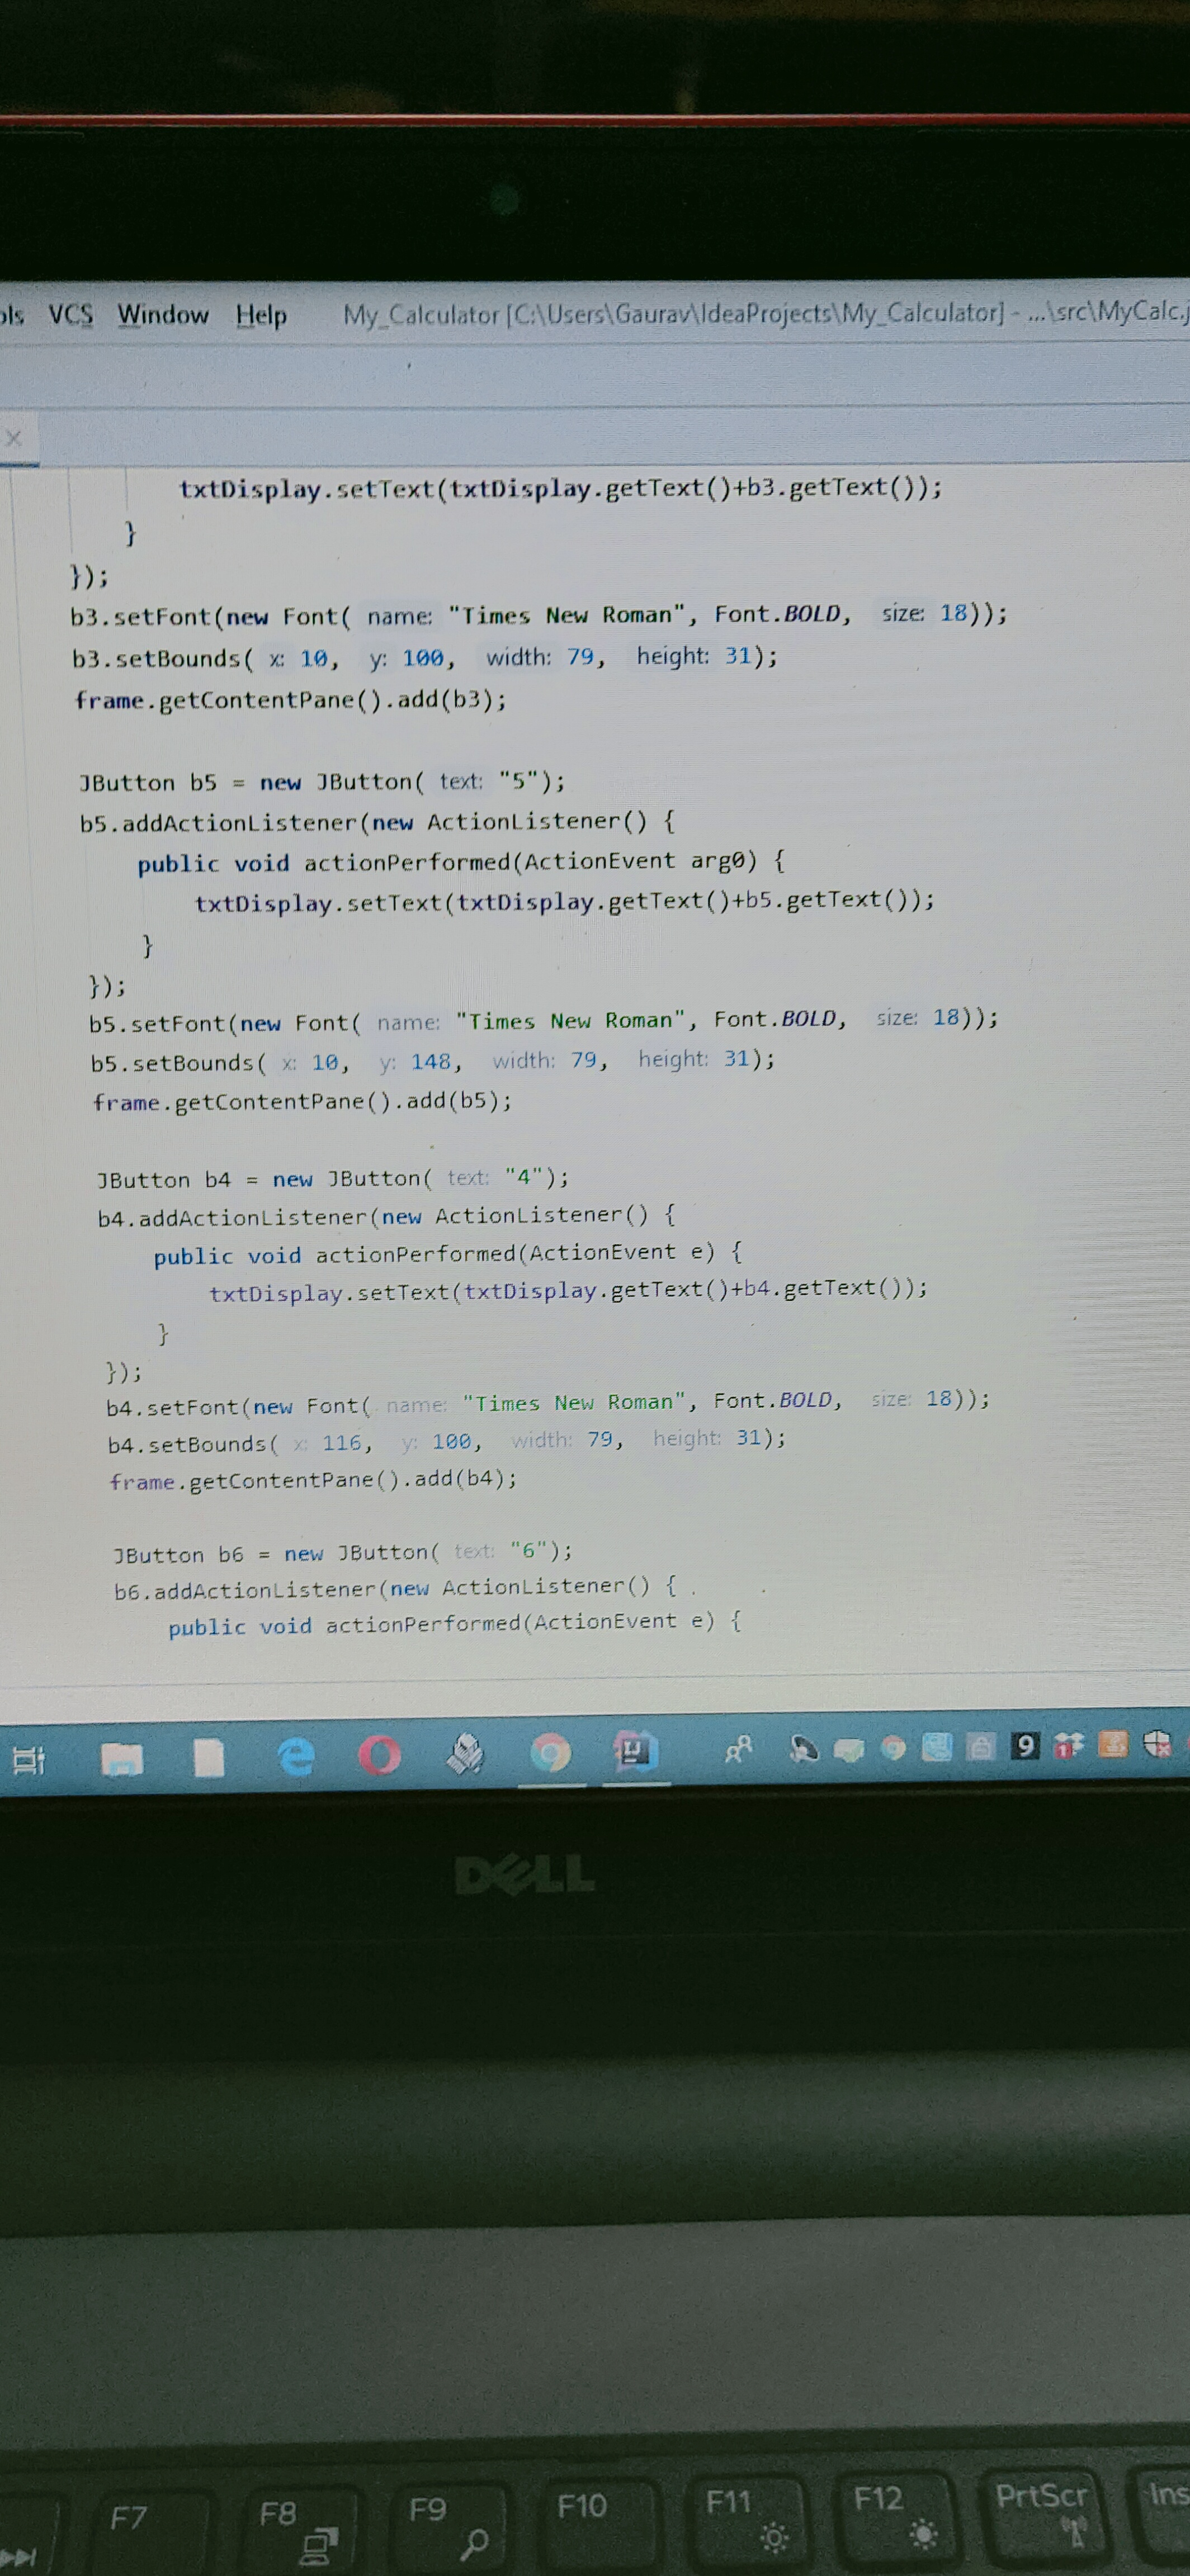 VCS Window Help My_Calculator [C:\Users\Gaurav\IdeaProjects\My_Calculator] - ...\src\MyCalc.j
txtDisplay.setText(txtDisplay.getText()+b3.getText());
}
});
b3.setFont(new Font( name: "Times New Roman", Font.BOLD, size: 18));
b3.setBounds( x: 10, y: 100, width: 79, height: 31);
frame.getContentPane().add(b3);
JButton b5 = new JButton( text: "5");
b5.addActionListener(new ActionListener() {
public void actionPerformed(ActionEvent arg0) {
txtDisplay.setText(txtDisplay.getText()+b5.getText());
}
});
b5.setFont(new Font( name: "Times New Roman", Font.BOLD, size: 18));
b5.setBounds( x: 10, y: 148, width: 79, height: 31);
frame.getContentPane().add(b5);
JButton b4 = new JButton( text: "4");
b4.addActionListener(new ActionListener() {
public void actionPerformed(ActionEvent e) {
txtDisplay.setText(txtDisplay.getText()+b4.getText());
}
});
b4.setFont(new Font( name: "Times New Roman", Font.BOLD, size: 18));
b4.setBounds( x: 116, y: 100, width: 79, height: 31);
frame.getContentPane().add(b4);
JButton b6 = new JButton( text: "6");
b6.addActionListener(new ActionListener() {
public void actionPerformed(ActionEvent e) {
IJ 9 1
DELL
F7 F8 F9 F10 F11 F12 PrtScr Ins